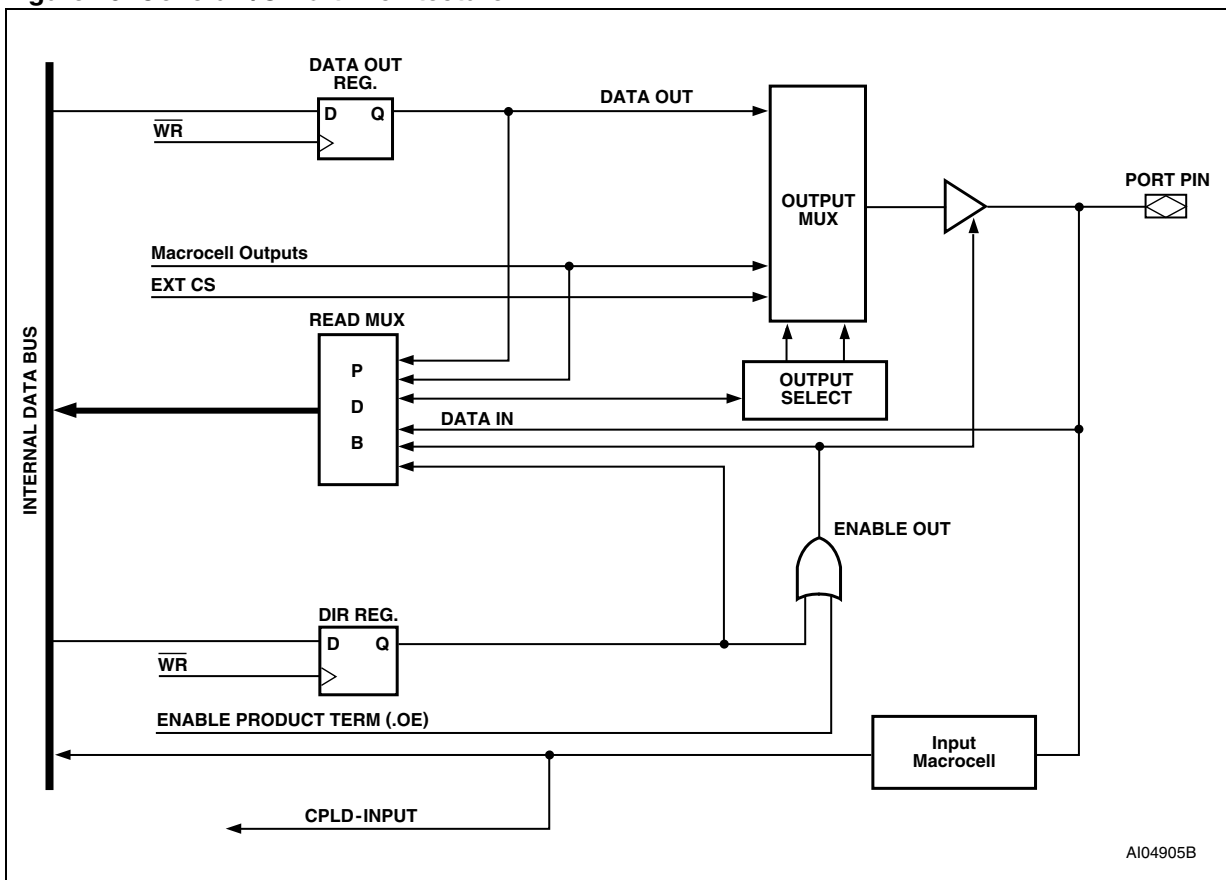 DATA OUT
REG.
D Q
WR
DATA OUT
OUTPUT
MUX
PORT PIN
Macrocell Outputs
EXT CS
READ MUX
P
D
B
OUTPUT
SELECT
DATA IN
INTERNAL DATA BUS
ENABLE OUT
DIR REG.
D Q
WR
ENABLE PRODUCT TERM (.OE)
Input
Macrocell
CPLD-INPUT
AI04905B